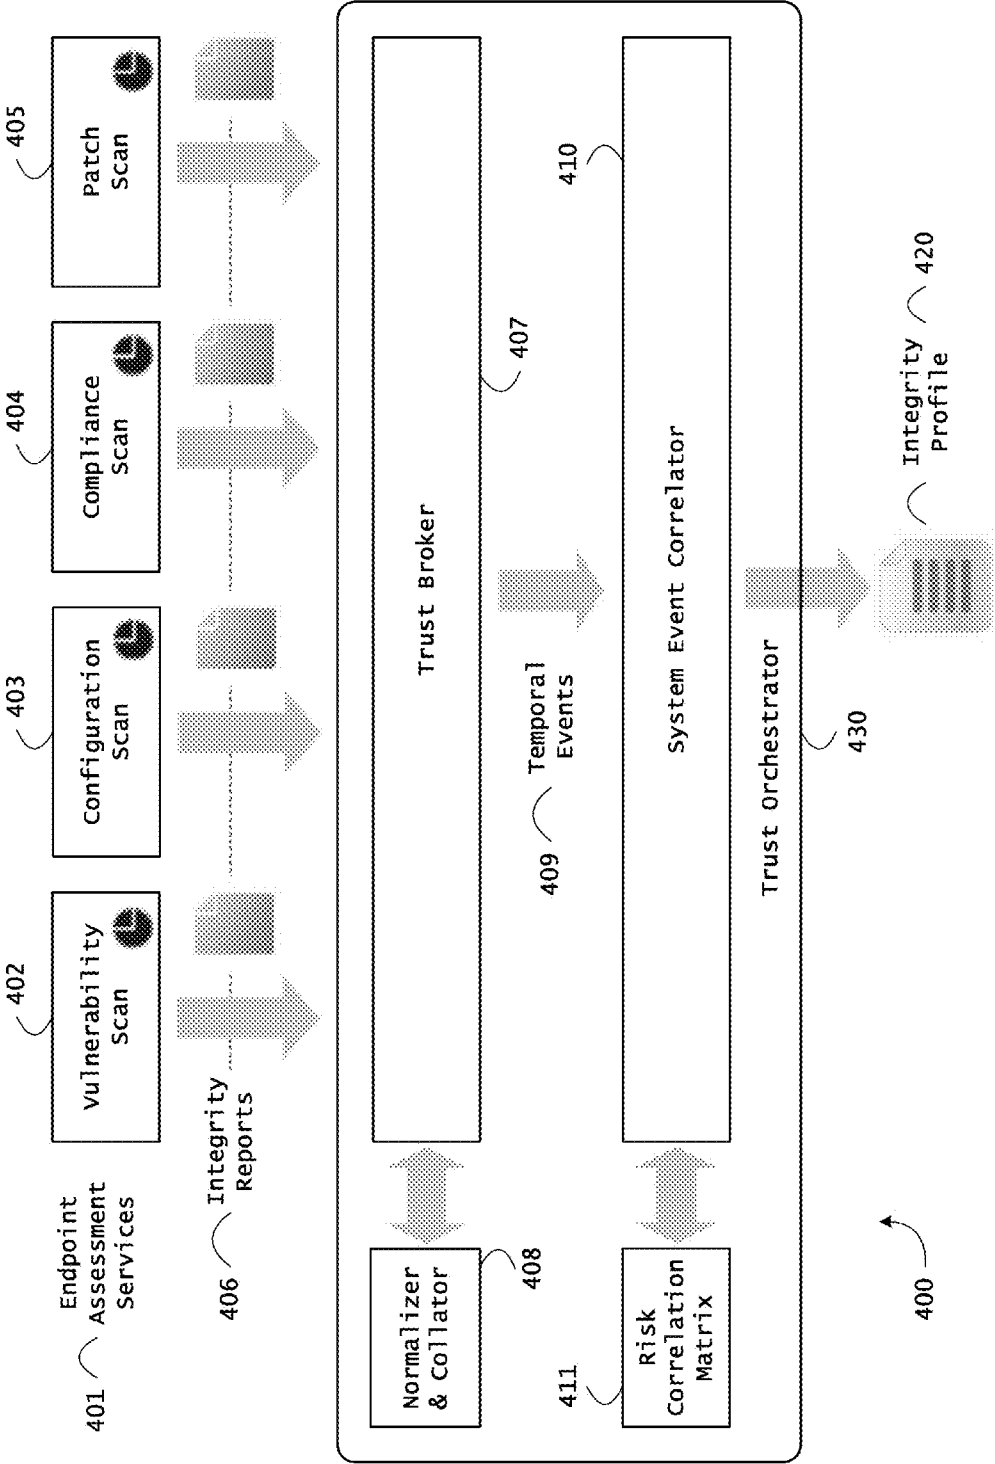 401
Endpoint
Assessment
Services
402
Vulnerability
Scan
403
Configuration
Scan
404
Compliance
Scan
405
Patch
Scan
406
Integrity
Reports
Normalizer
& Collator
408
Trust Broker
407
409
Temporal
Events
411
Risk
Correlation
Matrix
System Event Correlator
410
Trust Orchestrator
430
Integrity
Profile
420
400